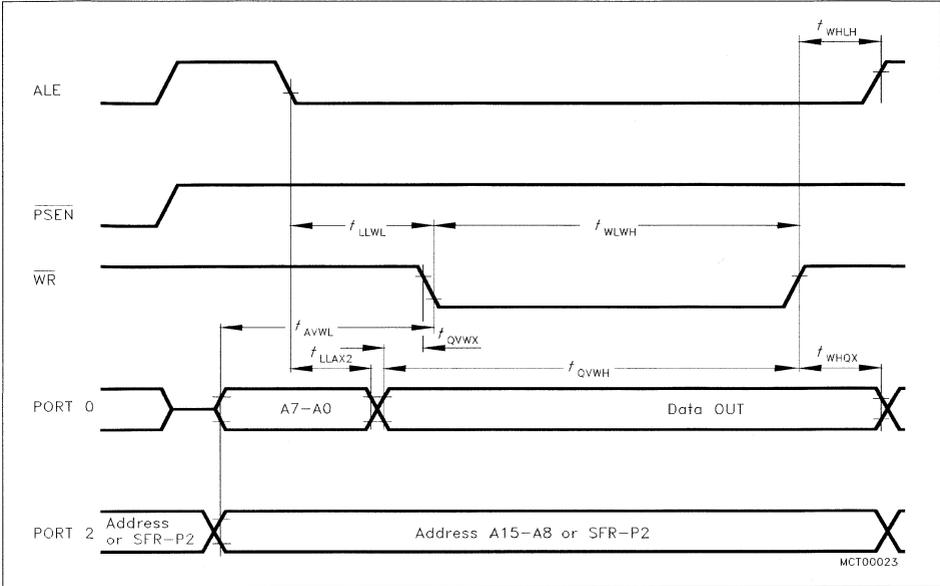 t WHLH
ALE
PSEN
t LLWL
t WLWH
WR
t AVWL
t QVWX
t LLAX2
t QVWH
t WHQX
PORT 0
A7-A0
Data OUT
PORT 2
Address
or SFR-P2
Address A15-A8 or SFR-P2
MCT00023